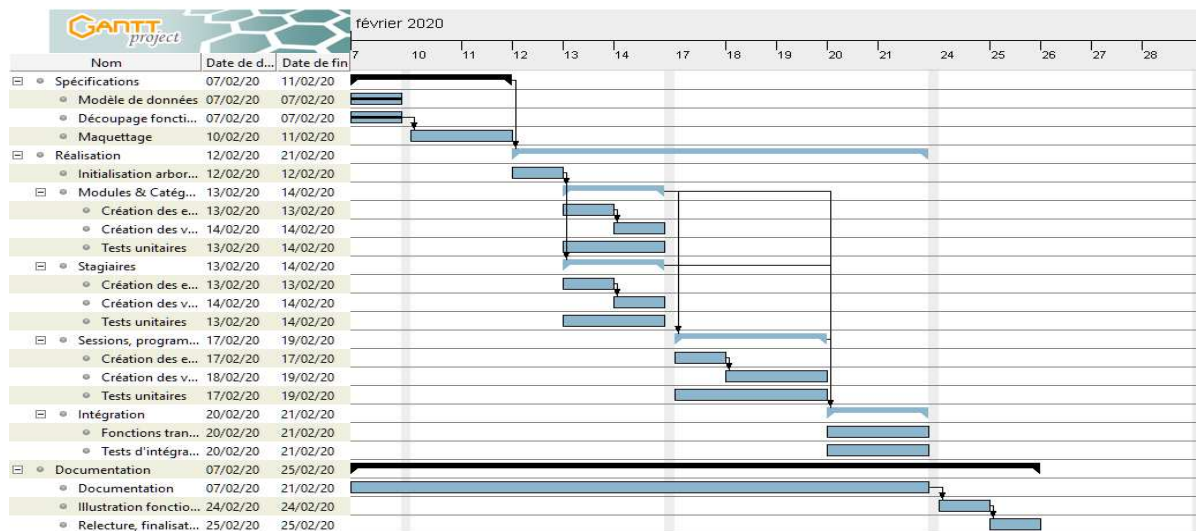 GANTT project
février 2020
7 10 11 12 13 14 17 18 19 20 21 24 25 26 27 28
Nom Date de d... Date de fin
Spécifications 07/02/20 11/02/20
Modèle de données 07/02/20 07/02/20
Découpage foncti... 07/02/20 07/02/20
Maquettage 10/02/20 11/02/20
Réalisation 12/02/20 21/02/20
Initialisation arbor... 12/02/20 12/02/20
Modules & Catég... 13/02/20 14/02/20
Création des e... 13/02/20 13/02/20
Création des v... 14/02/20 14/02/20
Tests unitaires 13/02/20 14/02/20
Stagiaires 13/02/20 14/02/20
Création des e... 13/02/20 13/02/20
Création des v... 14/02/20 14/02/20
Tests unitaires 13/02/20 14/02/20
Sessions, program... 17/02/20 19/02/20
Création des e... 17/02/20 17/02/20
Création des v... 18/02/20 19/02/20
Tests unitaires 17/02/20 19/02/20
Intégration 20/02/20 21/02/20
Fonctions tran... 20/02/20 21/02/20
Tests d'intégra... 20/02/20 21/02/20
Documentation 07/02/20 25/02/20
Documentation 07/02/20 21/02/20
Illustration fonctio... 24/02/20 24/02/20
Relecture, finalisat... 25/02/20 25/02/20